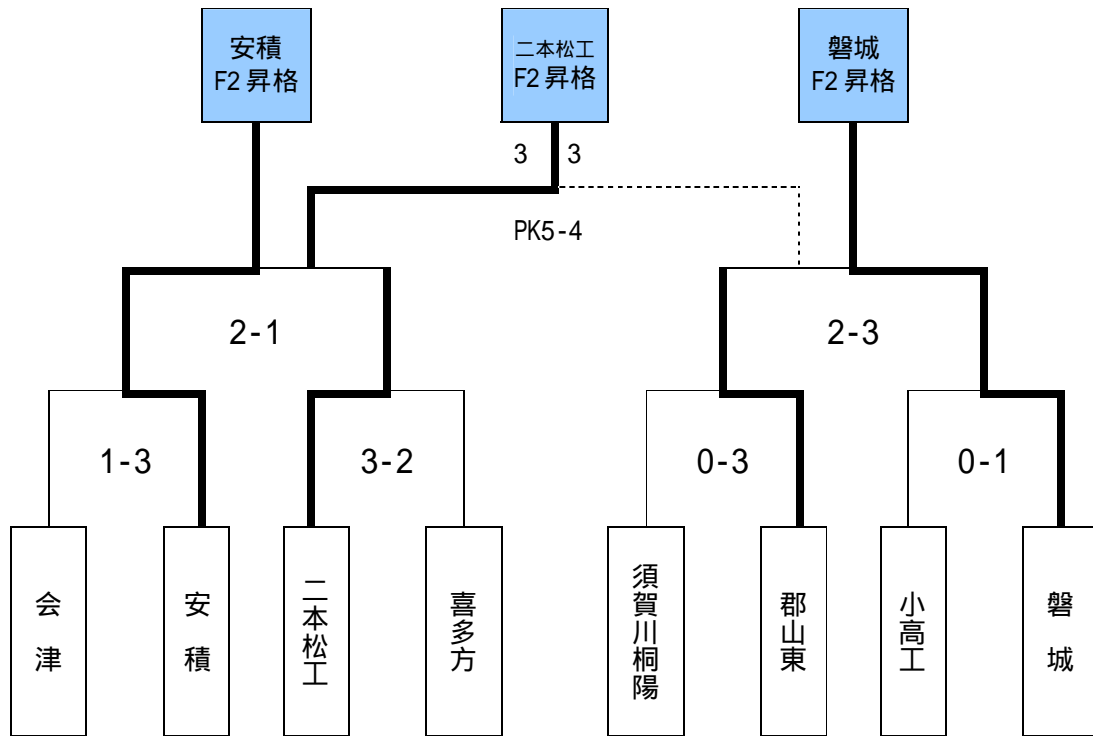 安積
F2 昇格
二本松工
F2 昇格
磐城
F2 昇格
3 3
PK5-4
2-1
2-3
1-3
3-2
0-3
0-1
会津
安積
二本松工
喜多方
須賀川桐陽
郡山東
小高工
磐城